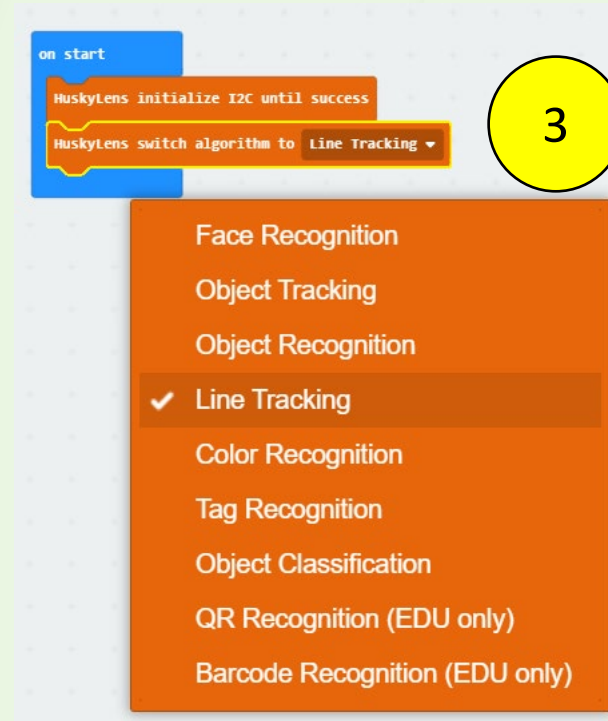 on start
HuskyLens initialize I2C until success
HuskyLens switch algorithm to Line Tracking
3
Face Recognition
Object Tracking
Object Recognition
Line Tracking
Color Recognition
Tag Recognition
Object Classification
QR Recognition (EDU only)
Barcode Recognition (EDU only)